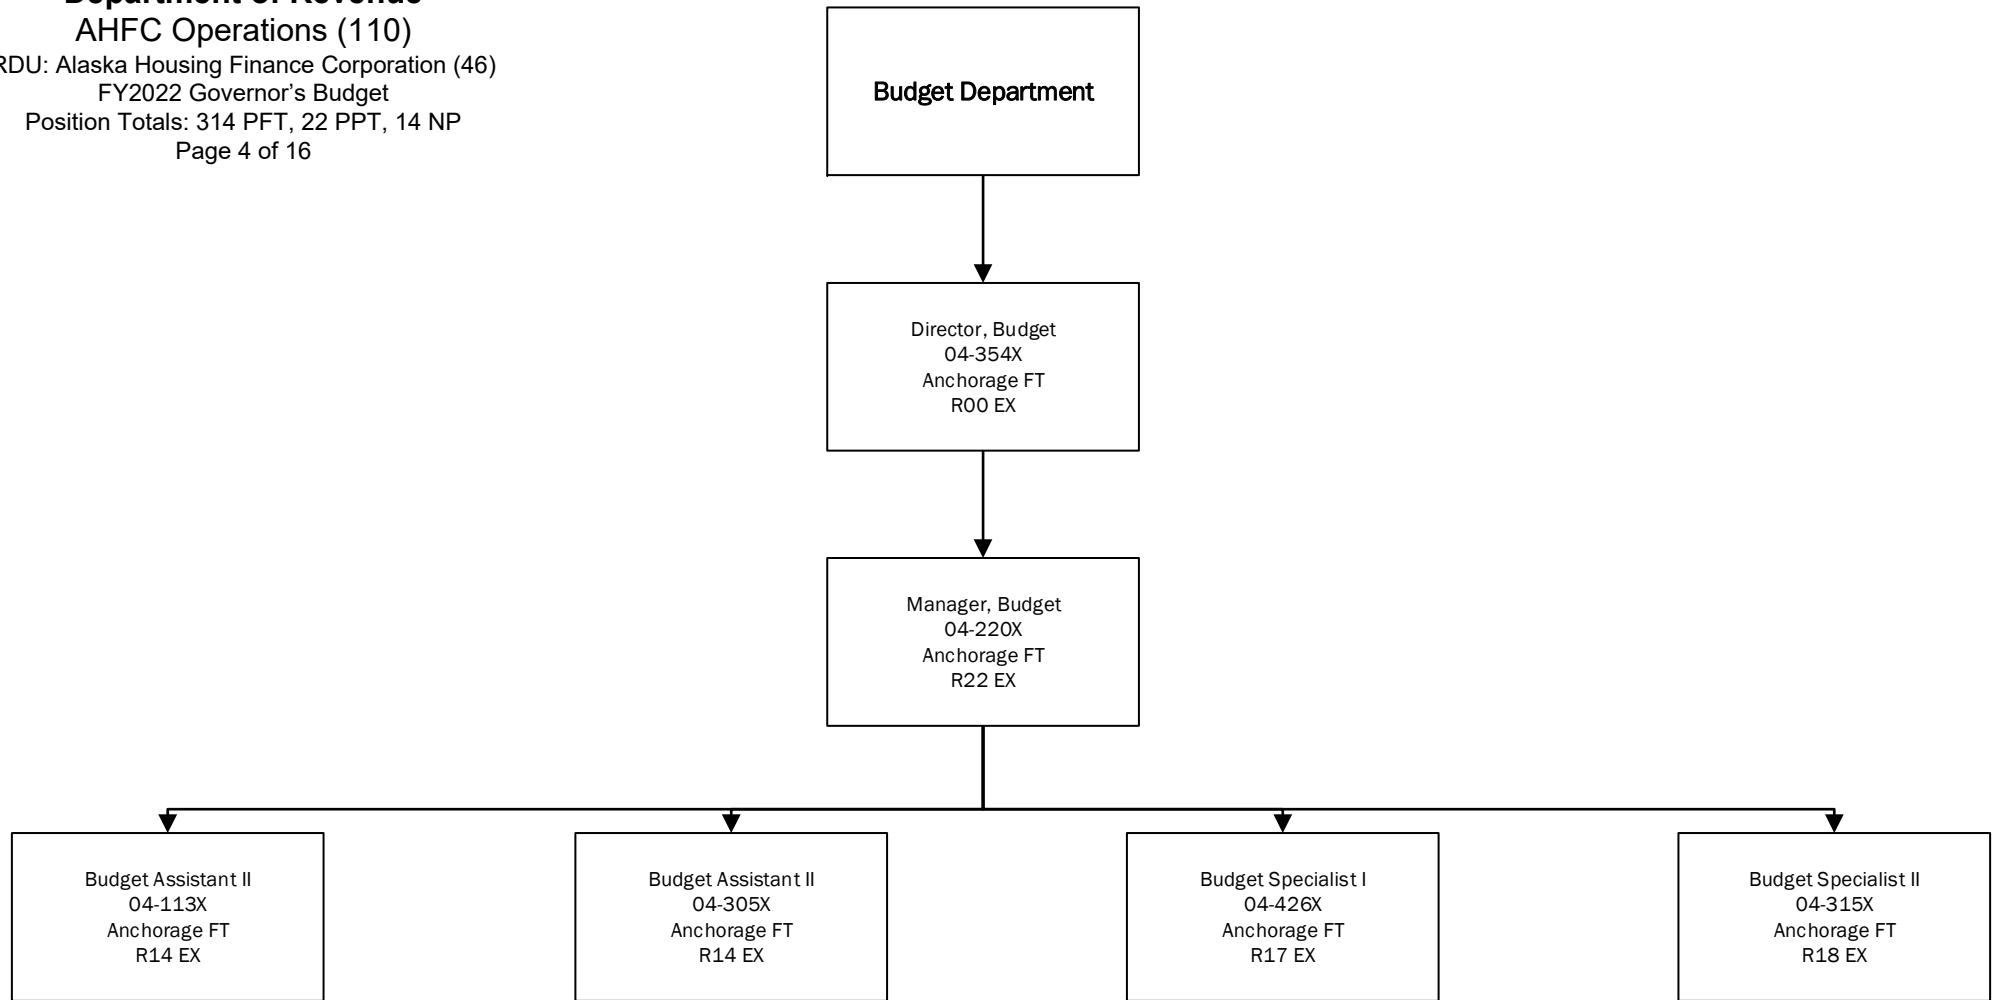 Department of Revenue
AHFC Operations (110)
RDU: Alaska Housing Finance Corporation (46)
FY2022 Governor's Budget
Position Totals: 314 PFT, 22 PPT, 14 NP
Page 4 of 16
Budget Department
Director, Budget
04-354X
Anchorage FT
R00 EX
Manager, Budget
04-220X
Anchorage FT
R22 EX
Budget Assistant II
04-113X
Anchorage FT
R14 EX
Budget Assistant II
04-305X
Anchorage FT
R14 EX
Budget Specialist I
04-426X
Anchorage FT
R17 EX
Budget Specialist II
04-315X
Anchorage FT
R18 EX